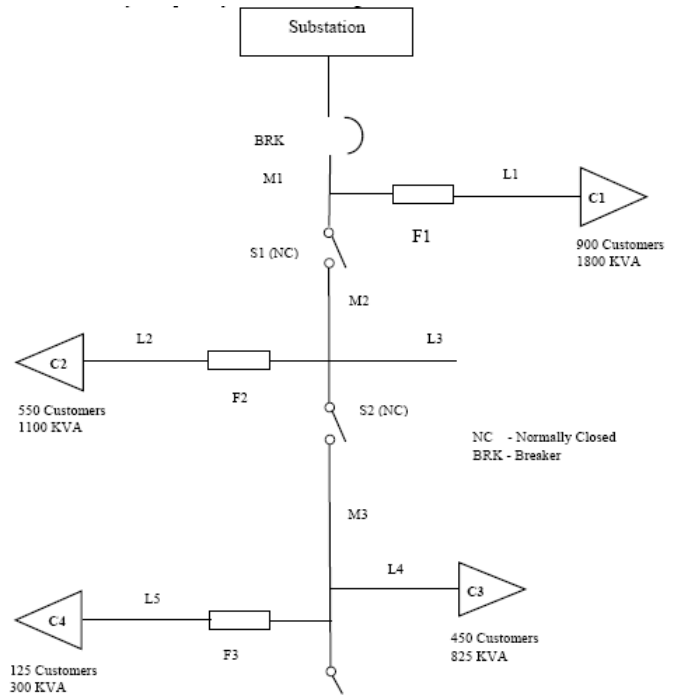 Substation
BRK
M1
L1
C1
F1
900 Customers
1800 KVA
S1 (NC)
M2
L2
L3
C2
F2
S2 (NC)
550 Customers
1100 KVA
NC - Normally Closed
BRK - Breaker
M3
L4
C3
L5
C4
F3
450 Customers
825 KVA
125 Customers
300 KVA